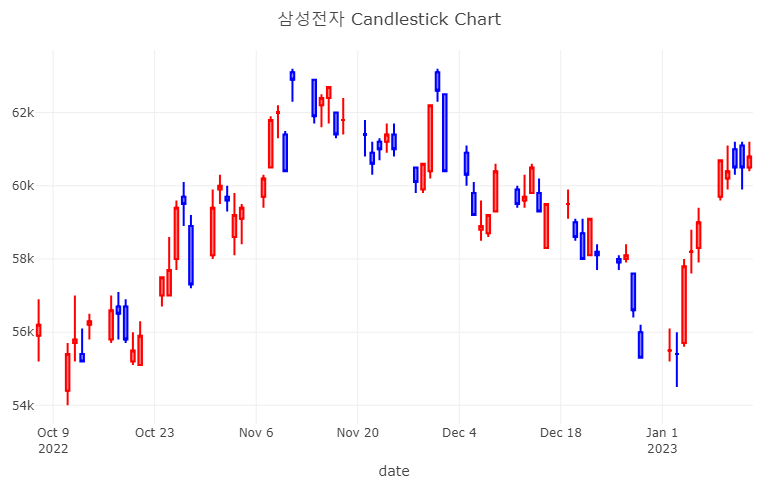 삼성전자 Candlestick Chart
62k
60k
58k
56k
54k
Oct 9
2022
Oct 23
Nov 6
Nov 20
Dec 4
Dec 18
Jan 1
2023
date